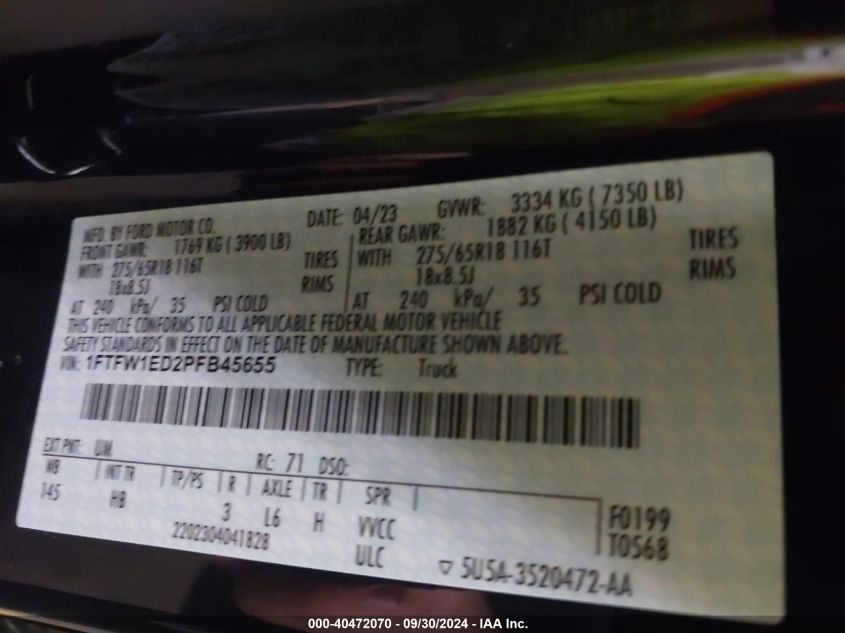 MFD. BY FORD MOTOR CO. DATE: 04/23 GVWR: 3334 KG ( 7350 LB)
FRONT GAWR: 1769 KG ( 3900 LB) REAR GAWR: 1882 KG ( 4150 LB)
WITH 275/65R18 116T TIRES WITH 275/65R18 116T TIRES
18x8.5J RIMS 18x8.5J RIMS
AT 240 kPa/ 35 PSI COLD AT 240 kPa/ 35 PSI COLD
THIS VEHICLE CONFORMS TO ALL APPLICABLE FEDERAL MOTOR VEHICLE
SAFETY STANDARDS IN EFFECT ON THE DATE OF MANUFACTURE SHOWN ABOVE.
VIN: 1FTFW1ED2PFB45655 TYPE: Truck
EXT PNT: UM RC: 71 DSO:
WB INT TR TP/PS R AXLE TR SPR
145 HB 3 L6 H VVCC F0199
2202304041828 ULC T0568
5U5A-3520472-AA
000-40472070 - 09/30/2024 - IAA Inc.